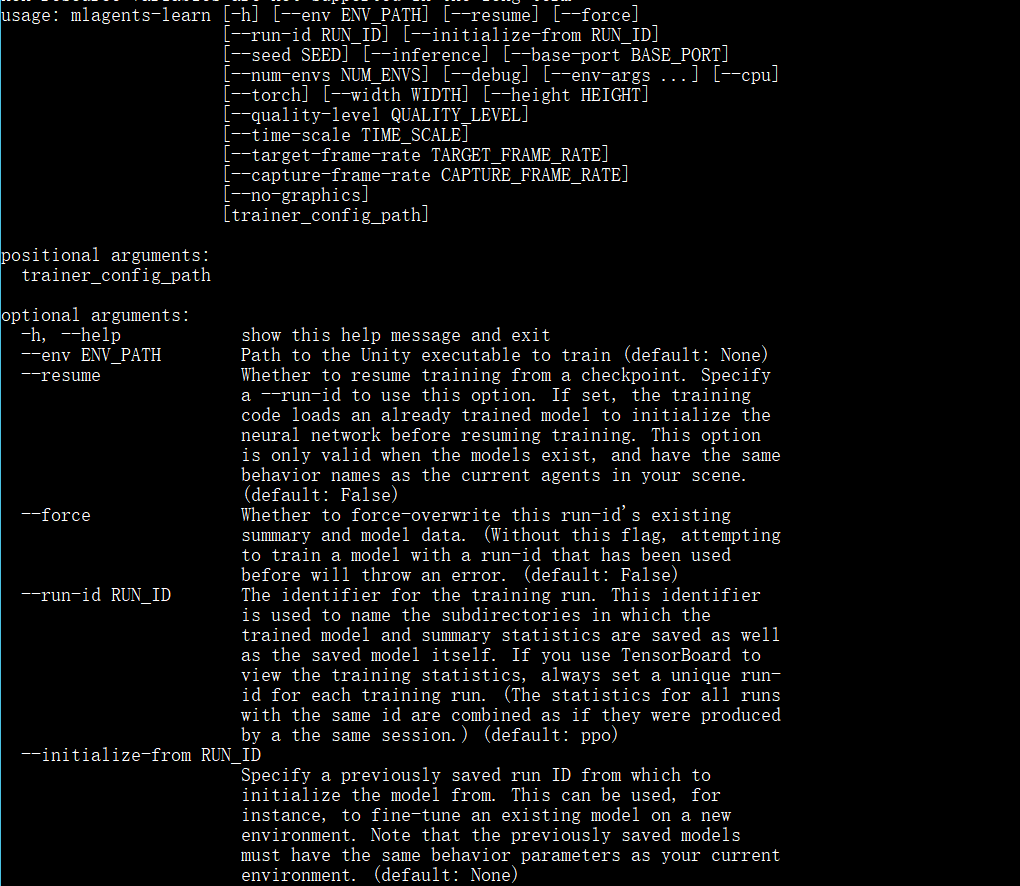 usage: mlagents-learn [-h] [--env ENV_PATH] [--resume] [--force]
[--run-id RUN_ID] [--initialize-from RUN_ID]
[--seed SEED] [--inference] [--base-port BASE_PORT]
[--num-envs NUM_ENVS] [--debug] [--env-args ...] [--cpu]
[--torch] [--width WIDTH] [--height HEIGHT]
[--quality-level QUALITY_LEVEL]
[--time-scale TIME_SCALE]
[--target-frame-rate TARGET_FRAME_RATE]
[--capture-frame-rate CAPTURE_FRAME_RATE]
[--no-graphics]
[trainer_config_path]
positional arguments:
trainer_config_path
optional arguments:
-h, --help show this help message and exit
--env ENV_PATH Path to the Unity executable to train (default: None)
--resume Whether to resume training from a checkpoint. Specify
a --run-id to use this option. If set, the training
code loads an already trained model to initialize the
neural network before resuming training. This option
is only valid when the models exist, and have the same
behavior names as the current agents in your scene.
(default: False)
--force Whether to force-overwrite this run-id's existing
summary and model data. (Without this flag, attempting
to train a model with a run-id that has been used
before will throw an error. (default: False)
--run-id RUN_ID The identifier for the training run. This identifier
is used to name the subdirectories in which the
trained model and summary statistics are saved as well
as the saved model itself. If you use TensorBoard to
view the training statistics, always set a unique run-
id for each training run. (The statistics for all runs
with the same id are combined as if they were produced
by a the same session.) (default: ppo)
--initialize-from RUN_ID
Specify a previously saved run ID from which to
initialize the model from. This can be used, for
instance, to fine-tune an existing model on a new
environment. Note that the previously saved models
must have the same behavior parameters as your current
environment. (default: None)